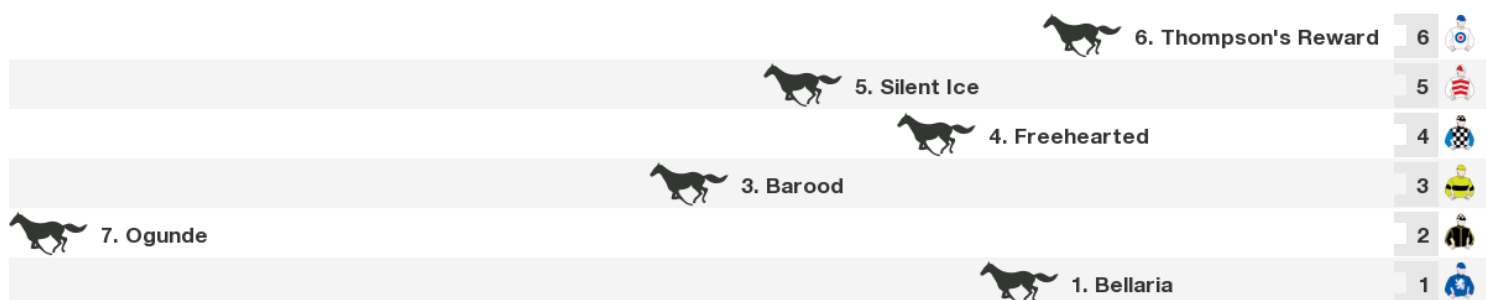 6. Thompson's Reward 6
5. Silent Ice 5
4. Freehearted 4
3. Barood 3
7. Ogunde 2
1. Bellaria 1